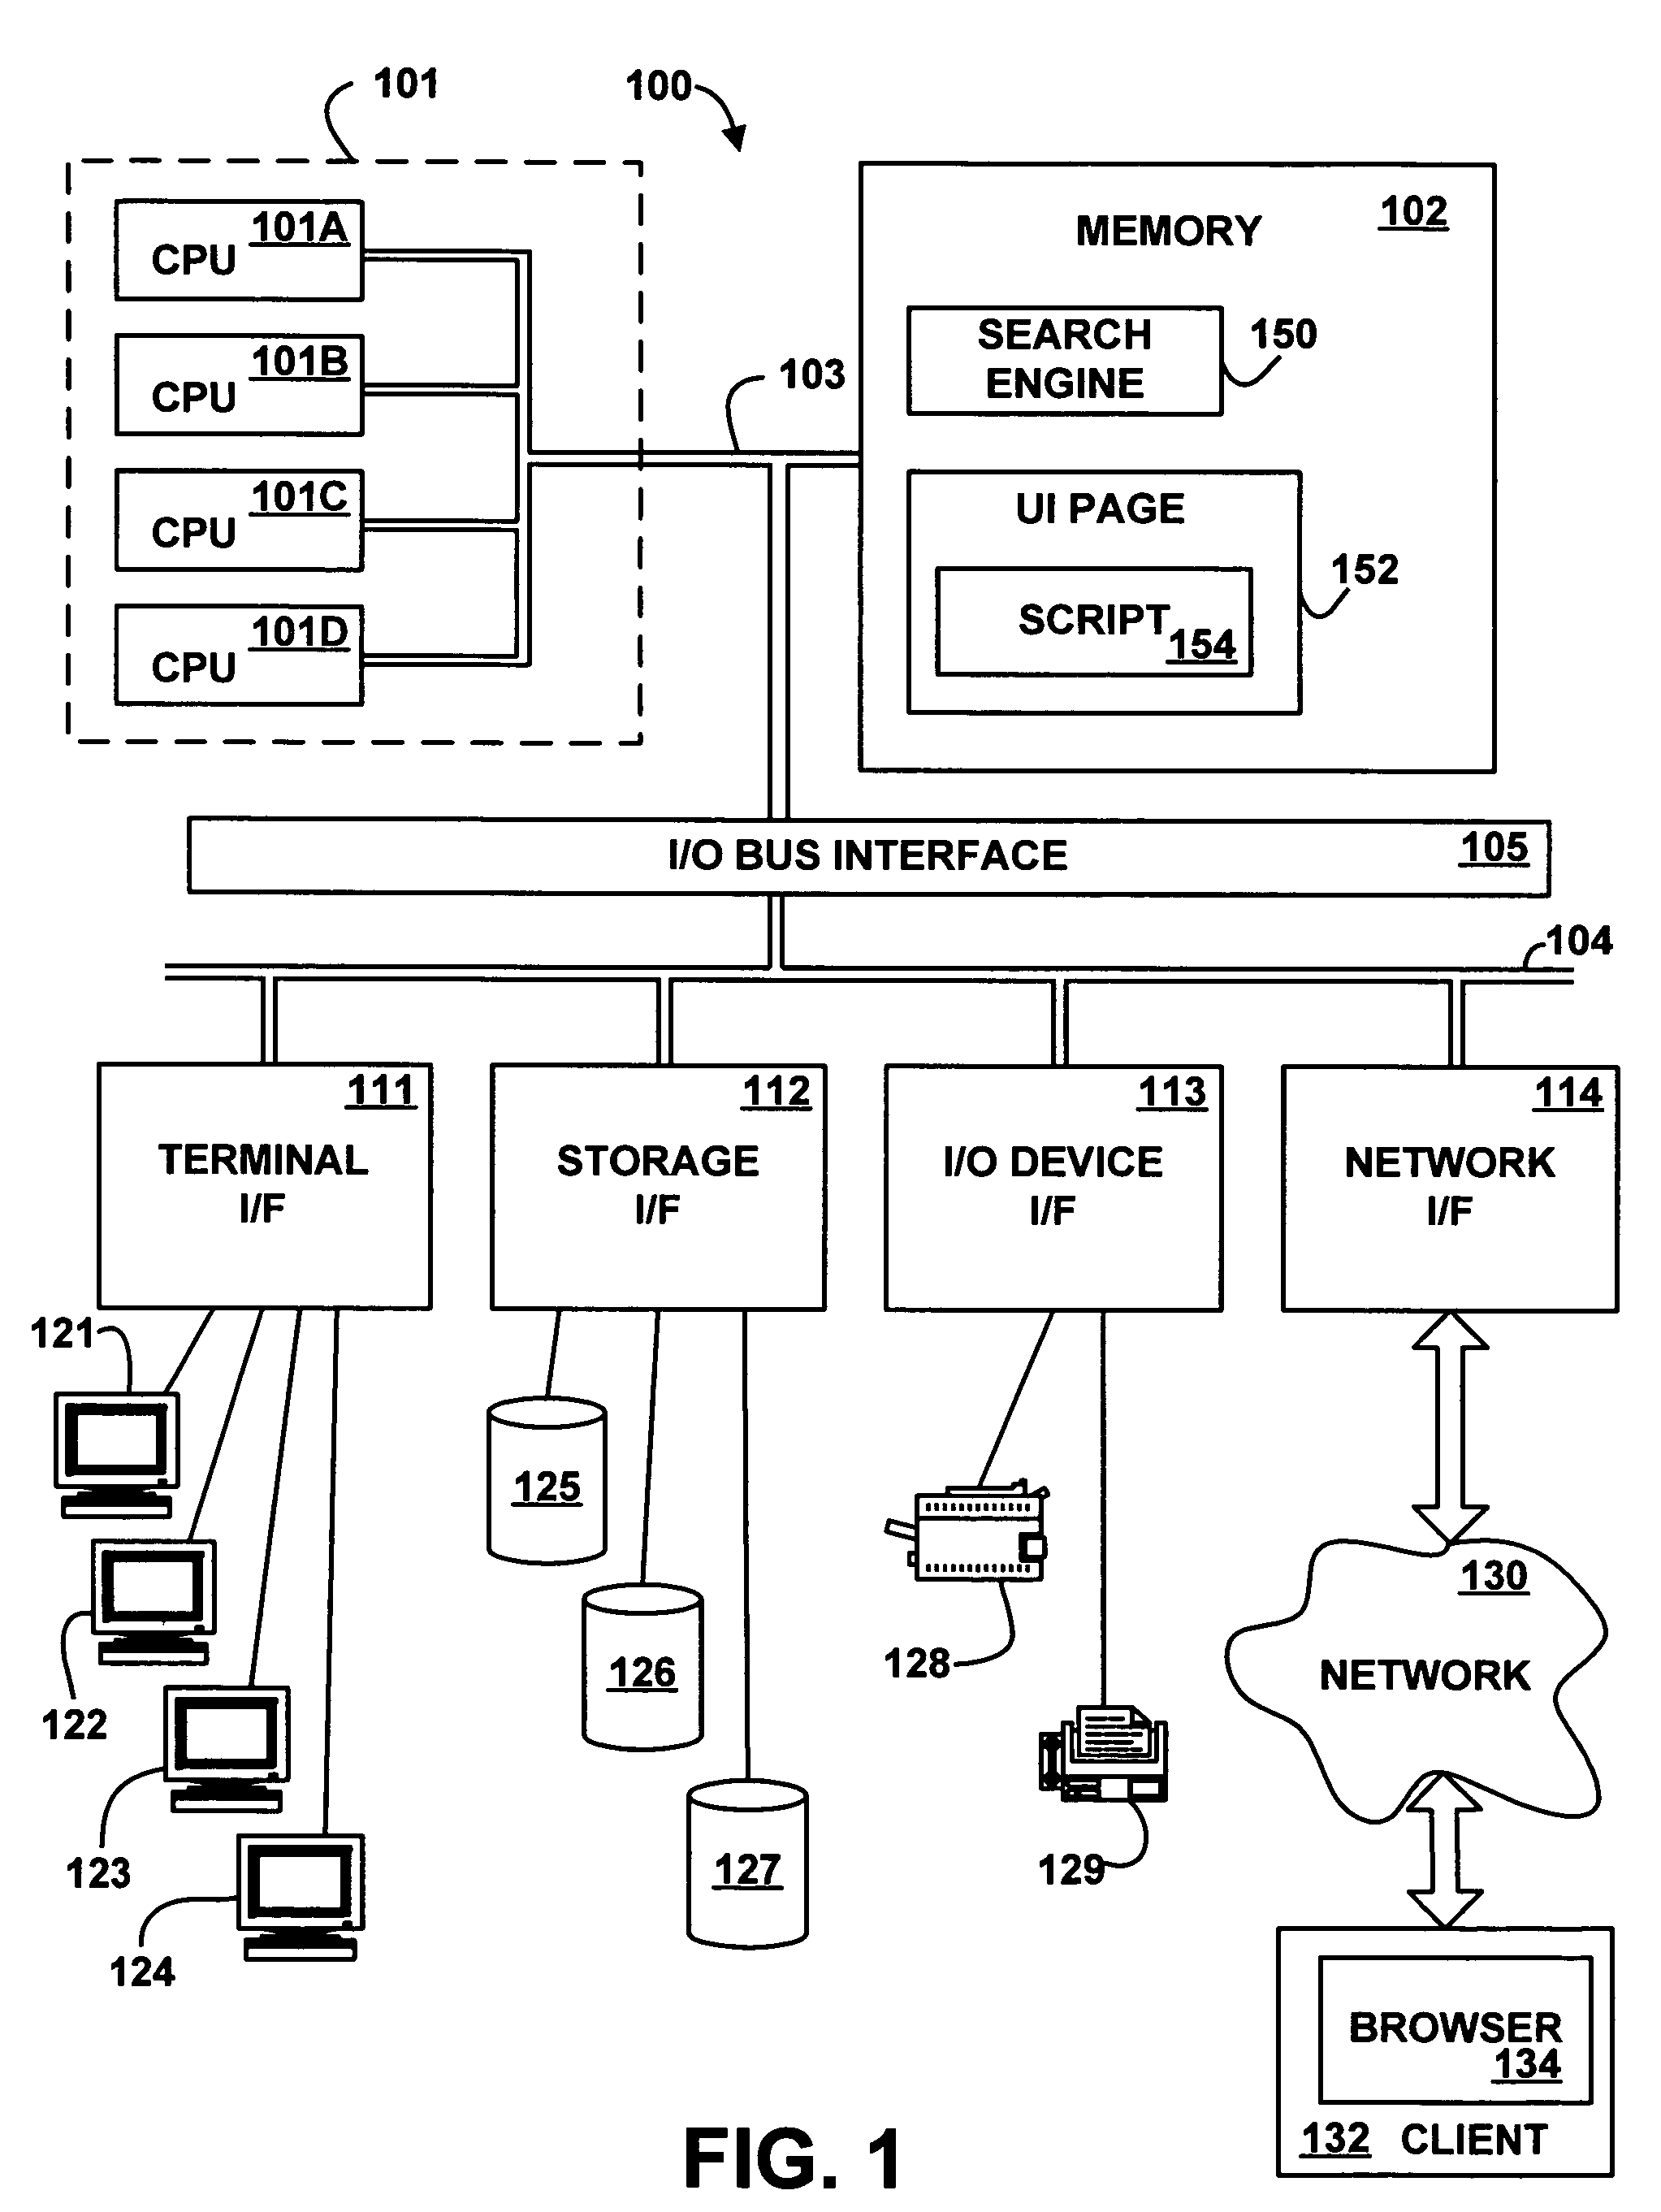 101
100
101A
CPU
101B
CPU
101C
CPU
101D
CPU
103
102
MEMORY
SEARCH
ENGINE
150
UI PAGE
152
SCRIPT
154
I/O BUS INTERFACE
105
104
111
TERMINAL
I/F
112
STORAGE
I/F
113
I/O DEVICE
I/F
114
NETWORK
I/F
121
122
123
124
125
126
127
128
129
130
NETWORK
BROWSER
134
132 CLIENT
FIG. 1